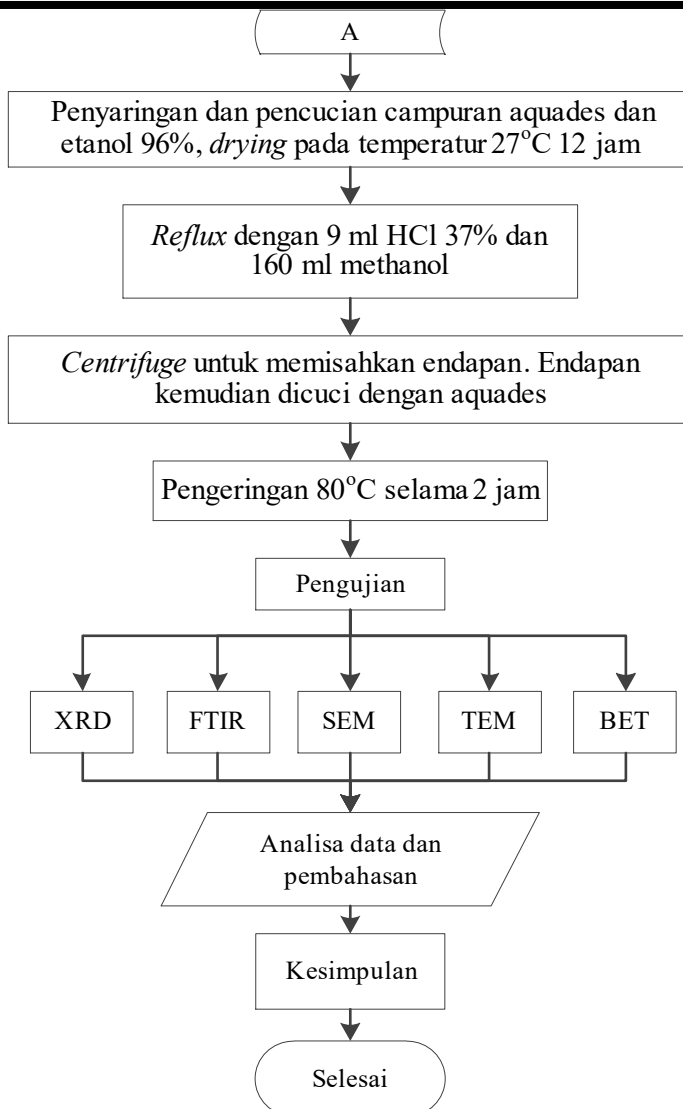 A
Penyaringan dan pencucian campuran aquades dan
etanol 96%, drying pada temperatur 27°C 12 jam
Reflux dengan 9 ml HCl 37% dan
160 ml methanol
Centrifuge untuk memisahkan endapan. Endapan
kemudian dicuci dengan aquades
Pengeringan 80°C selama 2 jam
Pengujian
XRD
FTIR
SEM
TEM
BET
Analisa data dan
pembahasan
Kesimpulan
Selesai